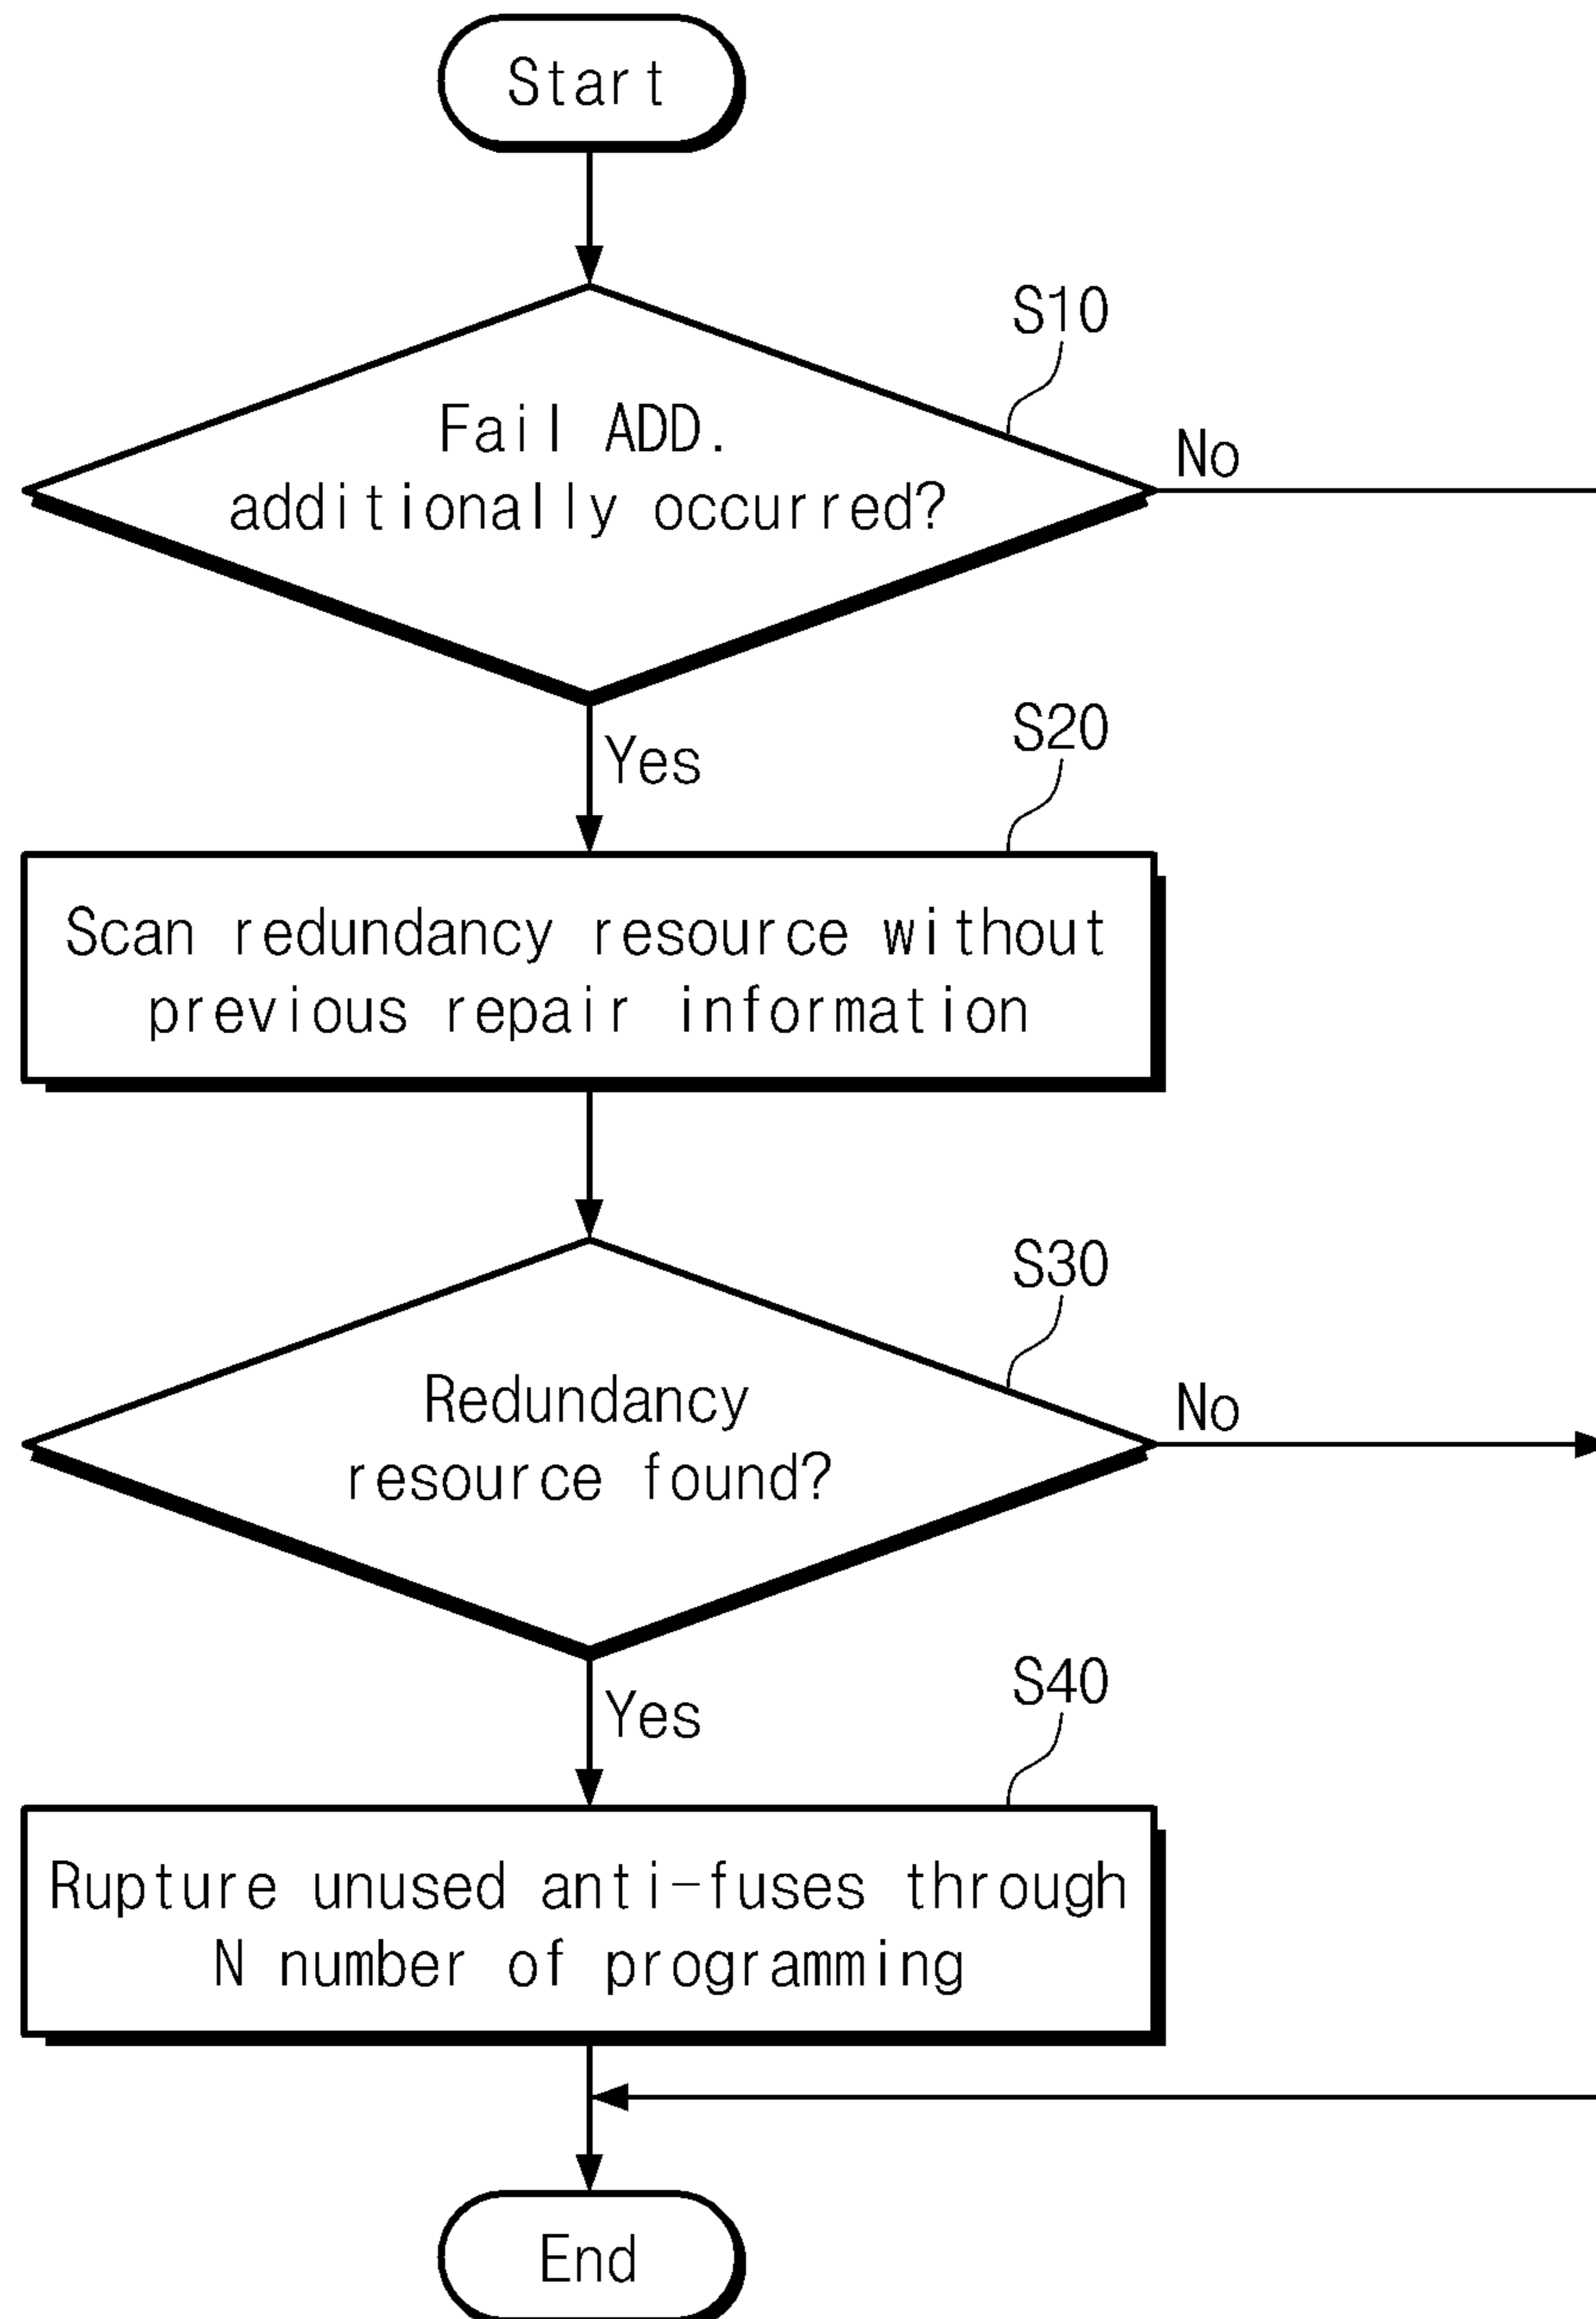 Start
S10
Fail ADD.
additionally occurred?
No
Yes
S20
Scan redundancy resource without
previous repair information
S30
Redundancy
resource found?
No
Yes
S40
Rupture unused anti-fuses through
N number of programming
End